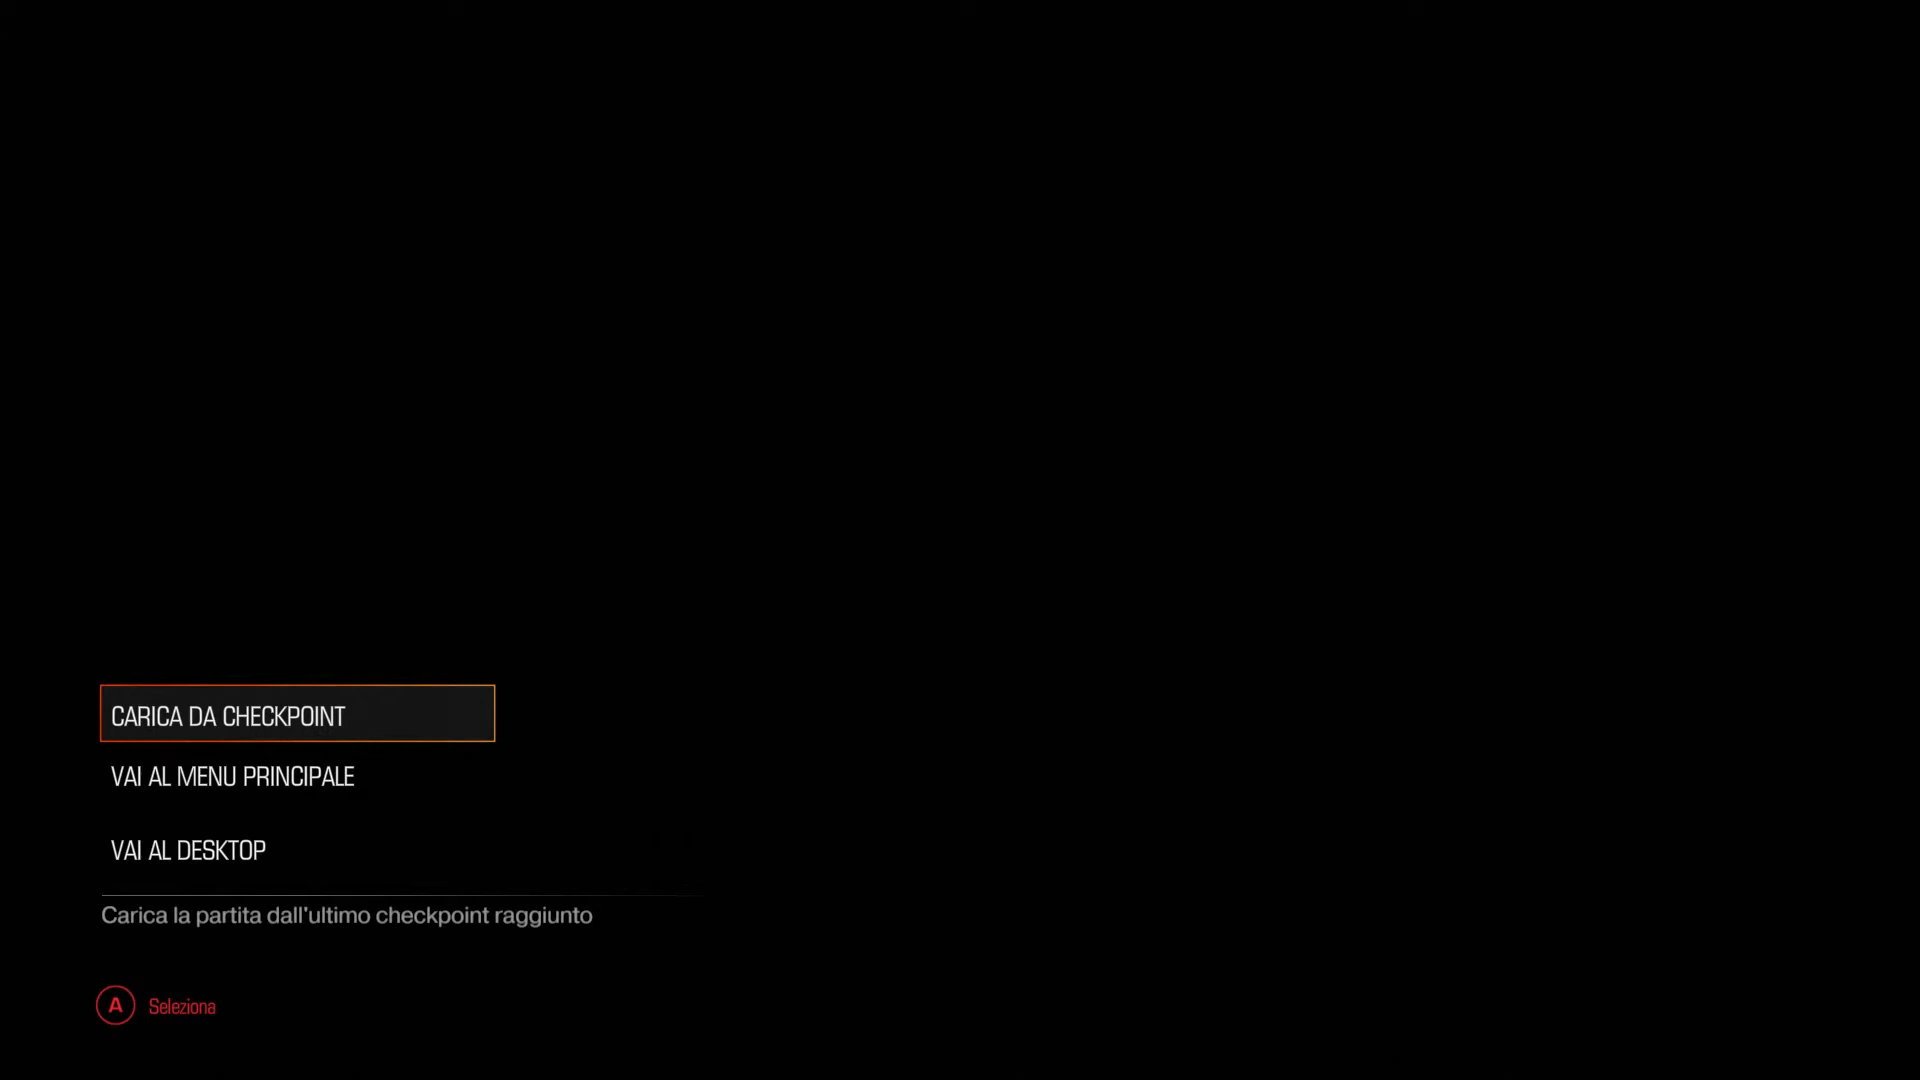 CARICA DA CHECKPOINT
VAI AL MENU PRINCIPALE
VAI AL DESKTOP
Carica la partita dall'ultimo checkpoint raggiunto
A Seleziona